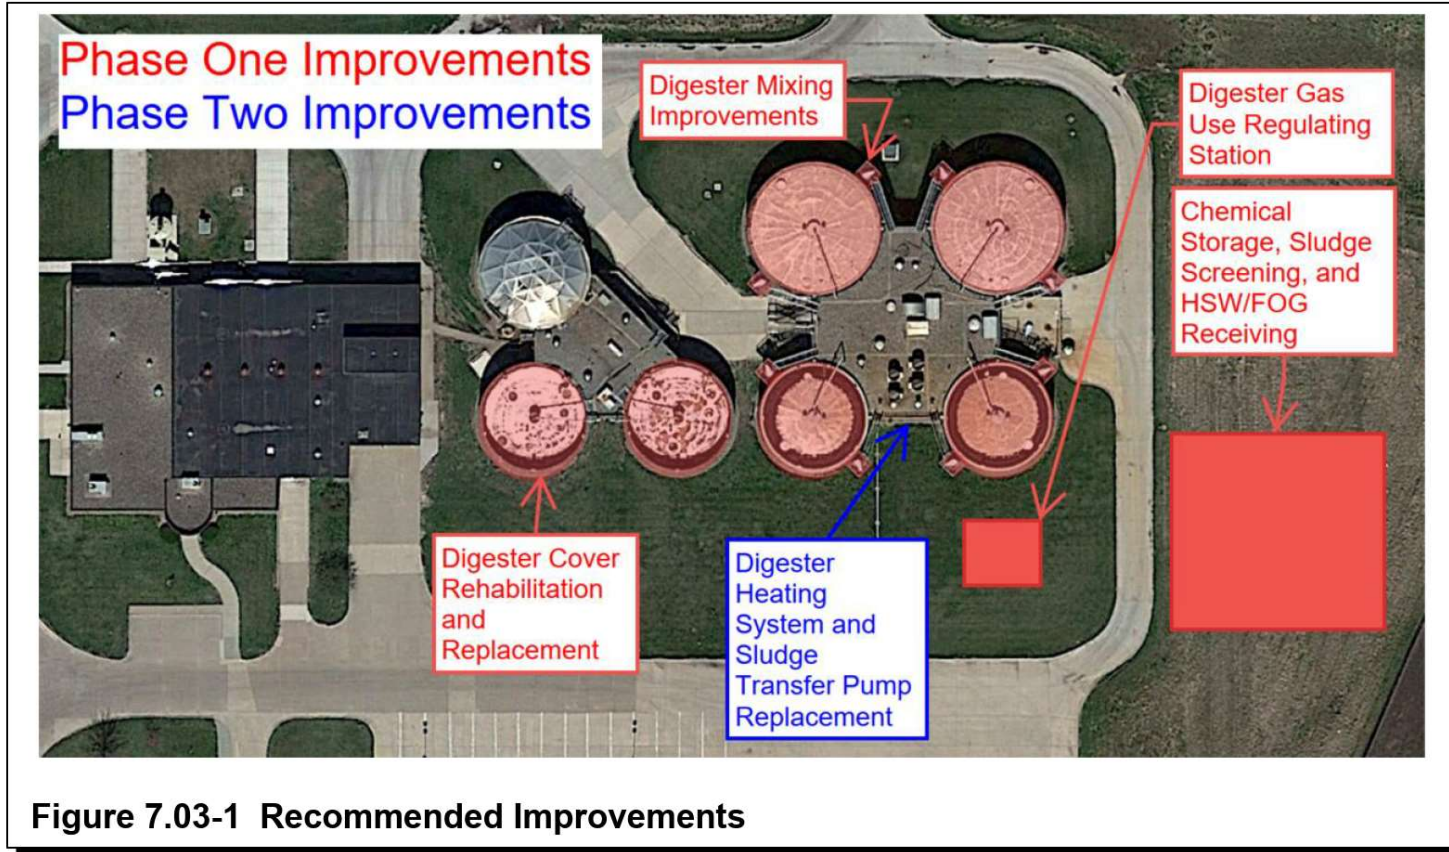 Phase One Improvements
Phase Two Improvements
Digester Mixing
Improvements
Digester Gas
Use Regulating
Station
Chemical
Storage, Sludge
Screening, and
HSW/FOG
Receiving
Digester Cover
Rehabilitation
and
Replacement
Digester
Heating
System and
Sludge
Transfer Pump
Replacement
Figure 7.03-1 Recommended Improvements